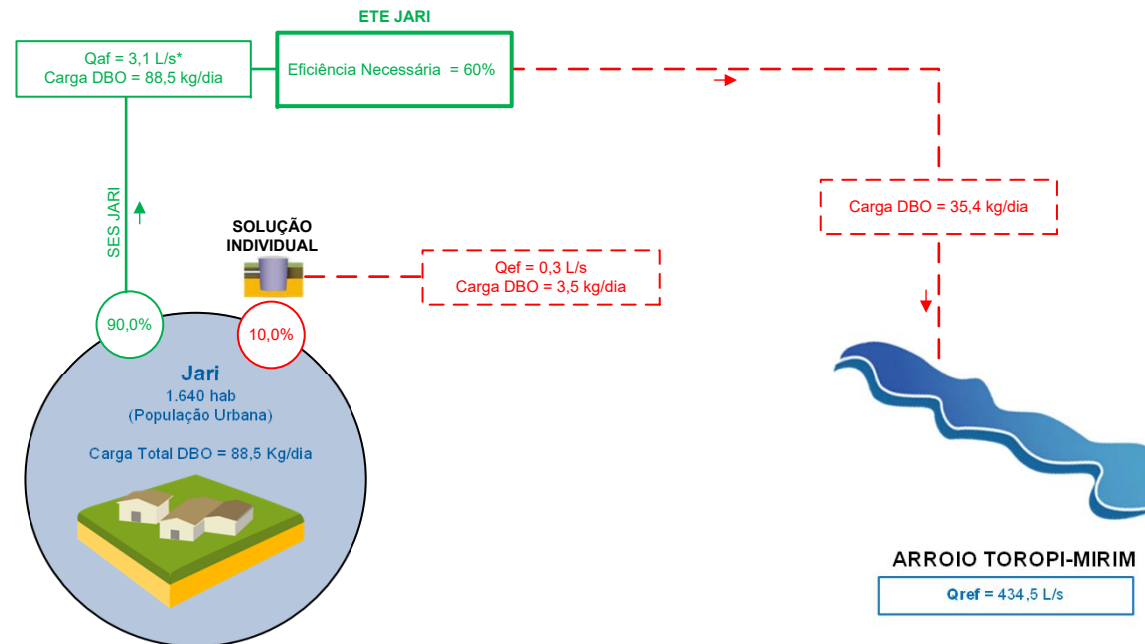 ETE JARI
Qaf = 3,1 L/s*
Carga DBO = 88,5 kg/dia
Eficiência Necessária = 60%
Carga DBO = 35,4 kg/dia
SES JARI
SOLUÇÃO
INDIVIDUAL
Qef = 0,3 L/s
Carga DBO = 3,5 kg/dia
90,0%
10,0%
Jari
1.640 hab
(População Urbana)
Carga Total DBO = 88,5 Kg/dia
ARROIO TOROPI-MIRIM
Qref = 434,5 L/s